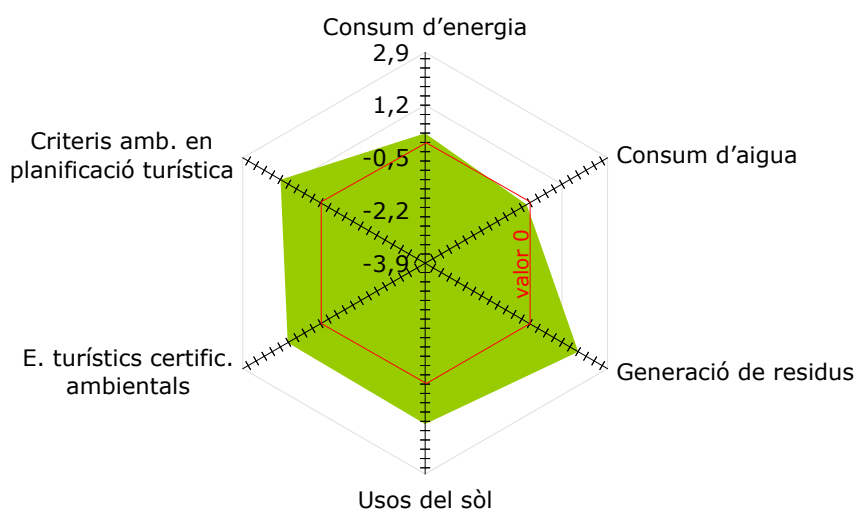 Consum d’energia
2,9
1,2
-0,5
-2,2
-3,9
Criteris amb. en
planificació turística
Consum d’aigua
valor 0
E. turístics certific.
ambientals
Generació de residus
Usos del sòl